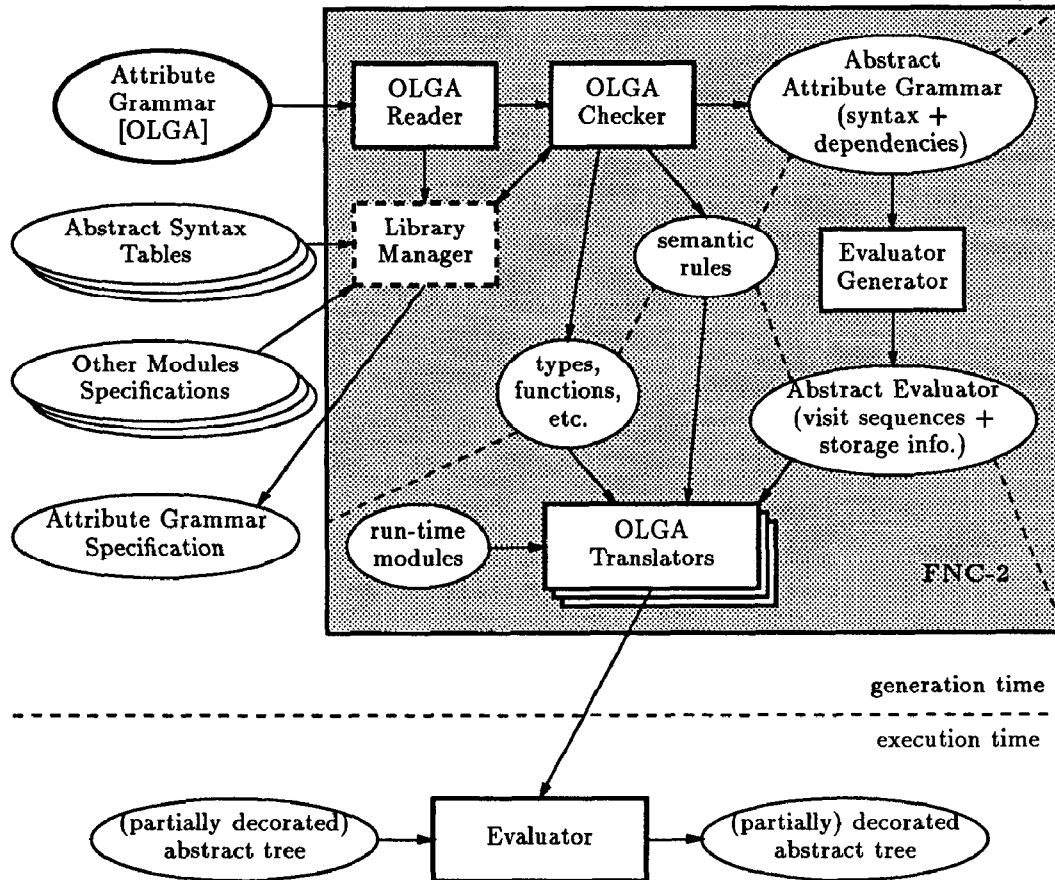 Attribute
Grammar
[OLGA]
OLGA
Reader
OLGA
Checker
Abstract
Attribute Grammar
(syntax +
dependencies)
Abstract Syntax
Tables
Library
Manager
semantic
rules
Evaluator
Generator
Other Modules
Specifications
types,
functions,
etc.
Abstract Evaluator
(visit sequences +
storage info.)
Attribute Grammar
Specification
run-time
modules
OLGA
Translators
FNC-2
generation time
execution time
(partially decorated)
abstract tree
Evaluator
(partially) decorated
abstract tree